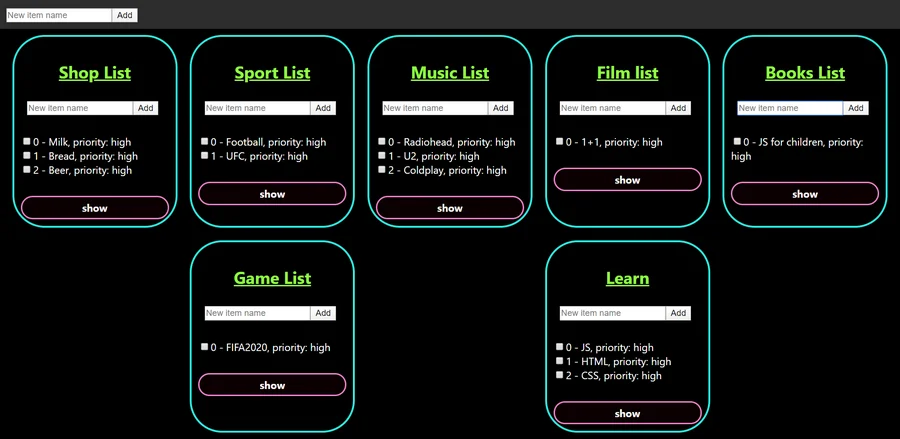 New item name Add
Shop List
New item name Add
0 - Milk, priority: high
1 - Bread, priority: high
2 - Beer, priority: high
show
Sport List
New item name Add
0 - Football, priority: high
1 - UFC, priority: high
show
Music List
New item name Add
0 - Radiohead, priority: high
1 - U2, priority: high
2 - Coldplay, priority: high
show
Film list
New item name Add
0 - 1+1, priority: high
show
Books List
New item name Add
0 - JS for children, priority:
high
show
Game List
New item name Add
0 - FIFA2020, priority: high
show
Learn
New item name Add
0 - JS, priority: high
1 - HTML, priority: high
2 - CSS, priority: high
show